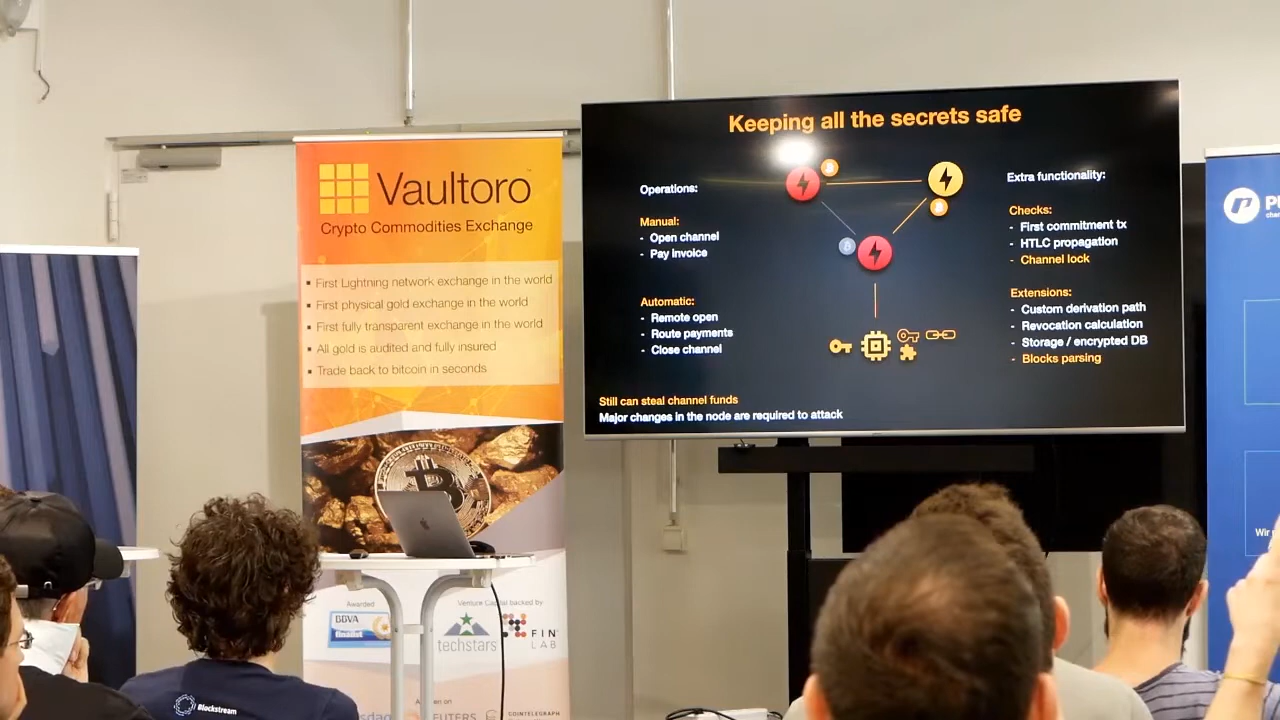 Vaultoro
Crypto Commodities Exchange
▪ First Lightning network exchange in the world
▪ First physical gold exchange in the world
▪ First fully transparent exchange in the world
▪ All gold is audited and fully insured
▪ Trade back to bitcoin in seconds
Awarded
BBVA
finalist
Venture Capital backed by
techstars
FIN
LAB
COINTELEGRAPH
Keeping all the secrets safe
Operations:
Manual:
- Open channel
- Pay invoice
Automatic:
- Remote open
- Route payments
- Close channel
Extra functionality:
Checks:
- First commitment tx
- HTLC propagation
- Channel lock
Extensions:
- Custom derivation path
- Revocation calculation
- Storage / encrypted DB
- Blocks parsing
Still can steal channel funds
Major changes in the node are required to attack
Wir
Blockstream